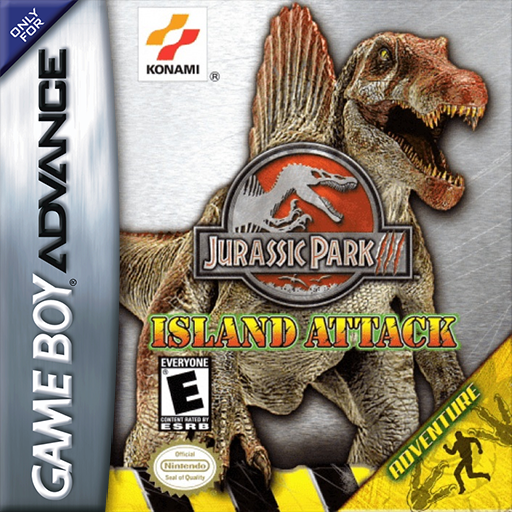 ONLY
FOR
GAME BOY ADVANCE
KONAMI
®
JURASSIC PARK III
ISLAND ATTACK
EVERYONE
E
CONTENT RATED BY
ESRB
Official
Nintendo
Seal of Quality
ADVENTURE